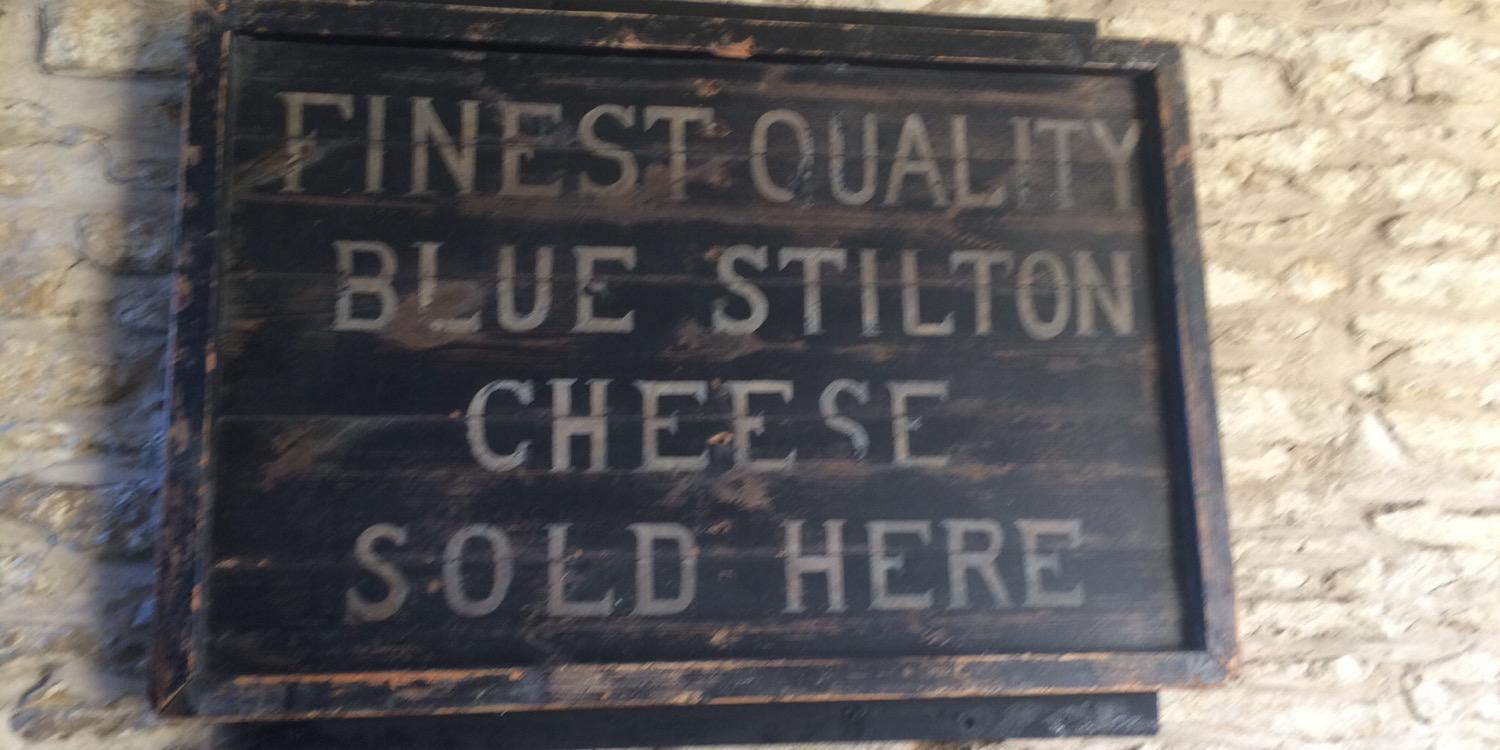 FINEST QUALITY
BLUE STILTON
CHEESE
SOLD HERE